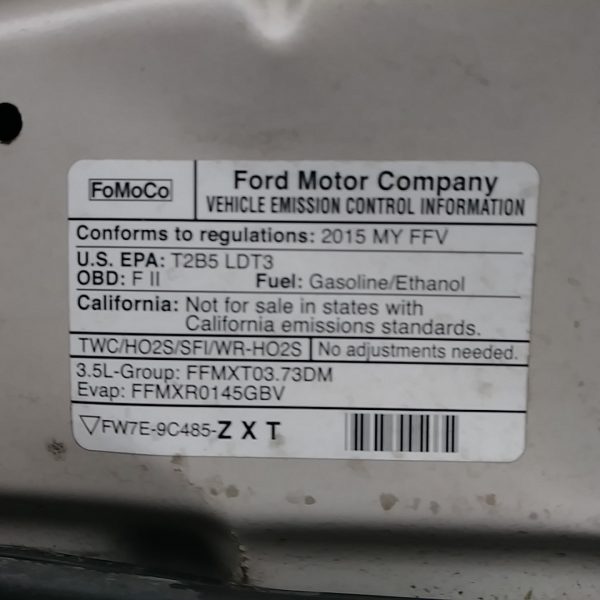 FoMoCo
Ford Motor Company
VEHICLE EMISSION CONTROL INFORMATION
Conforms to regulations: 2015 MY FFV
U.S. EPA: T2B5 LDT3
OBD: F II Fuel: Gasoline/Ethanol
California: Not for sale in states with
California emissions standards.
TWC/HO2S/SFI/WR-HO2S No adjustments needed.
3.5L-Group: FFMXT03.73DM
Evap: FFMXR0145GBV
▽FW7E-9C485-Z X T